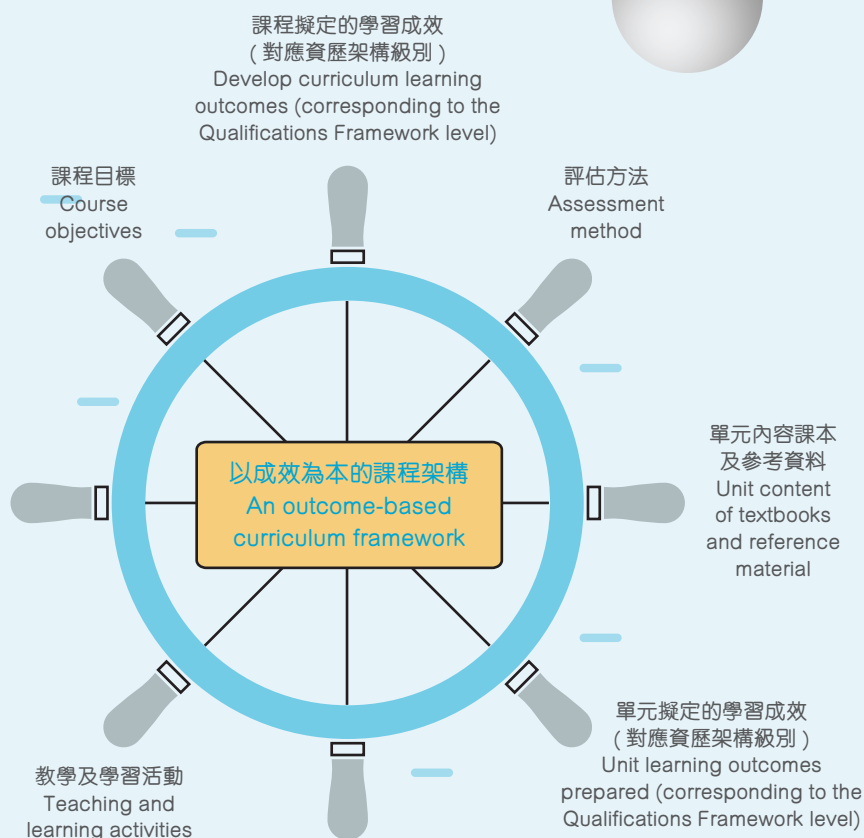 課程擬定的學習成效
( 對應資歷架構級別 )
Develop curriculum learning
outcomes (corresponding to the
Qualifications Framework level)
課程目標
Course
objectives
評估方法
Assessment
method
單元內容課本
及參考資料
Unit content
of textbooks
and reference
material
以成效為本的課程架構
An outcome-based
curriculum framework
單元擬定的學習成效
( 對應資歷架構級別 )
Unit learning outcomes
prepared (corresponding to the
Qualifications Framework level)
教學及學習活動
Teaching and
learning activities